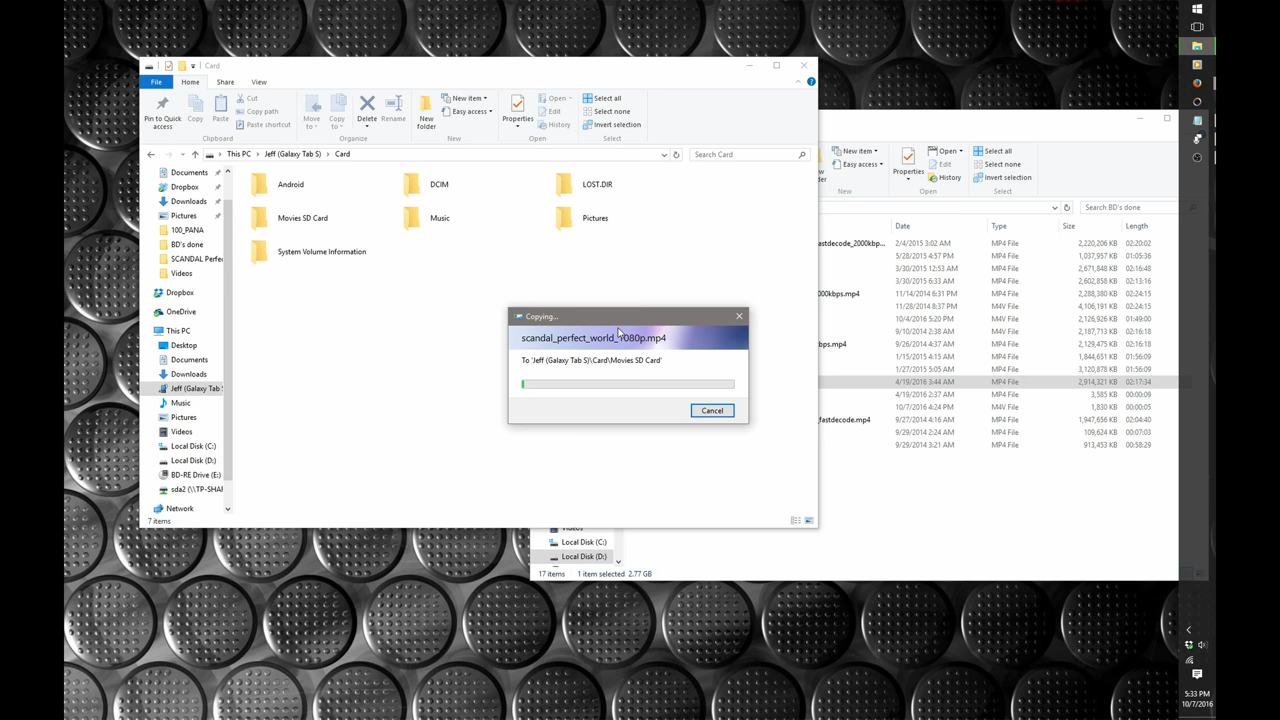 Card
File Home Share View
Pin to Quick access
Copy
Paste
Cut
Copy path
Paste shortcut
Clipboard
Move to
Copy to
Delete
Rename
Organize
New folder
New item
Easy access
New
Properties
Open
Edit
History
Open
Select all
Select none
Invert selection
Select
This PC Jeff (Galaxy Tab S) Card
Search Card
Documents
Dropbox
Downloads
Pictures
100_PANA
BD's done
SCANDAL Perfe
Videos
Dropbox
OneDrive
This PC
Desktop
Documents
Downloads
Jeff (Galaxy Tab
Music
Pictures
Videos
Local Disk (C:)
Local Disk (D:)
BD-RE Drive (E:)
sda2 (\\TP-SHAR
Network
7 items
Android DCIM LOST.DIR
Movies SD Card Music Pictures
System Volume Information
Copying...
scandal_perfect_world_1080p.mp4
To 'Jeff (Galaxy Tab S)\Card\Movies SD Card'
Cancel
New item
Easy access
New
Properties
Open
Edit
History
Open
Select all
Select none
Invert selection
Select
Search BD's done
Date Type Size Length
astdecode_2000kbp... 2/4/2015 3:02 AM MP4 File 2,220,206 KB 02:20:02
5/28/2015 4:57 PM MP4 File 1,037,957 KB 01:05:36
3/30/2015 12:53 AM MP4 File 2,671,848 KB 02:16:48
3/30/2015 6:33 AM MP4 File 2,602,858 KB 02:16:13
000kbps.mp4 11/14/2014 6:31 PM MP4 File 2,288,380 KB 02:24:15
11/28/2014 8:37 PM M4V File 4,106,191 KB 02:24:15
10/4/2016 5:20 PM M4V File 2,126,926 KB 01:49:00
9/10/2014 2:38 AM MP4 File 2,187,713 KB 02:16:18
bps.mp4 9/10/2014 3:22 AM MP4 File 2,129,475 KB 02:16:18
1/15/2015 4:15 AM MP4 File 1,844,651 KB 01:56:09
1/27/2015 5:05 AM MP4 File 3,120,878 KB 01:56:09
4/19/2016 3:44 AM MP4 File 2,914,321 KB 02:17:34
4/19/2016 2:37 AM MP4 File 3,585 KB 00:00:09
10/7/2016 4:24 PM M4V File 1,830 KB 00:00:05
_fastdecode.mp4 9/27/2014 4:16 AM MP4 File 1,947,656 KB 02:04:40
9/29/2014 2:24 AM MP4 File 109,624 KB 00:07:03
9/29/2014 3:21 AM MP4 File 913,453 KB 00:58:29
Local Disk (C:)
Local Disk (D:)
17 items 1 item selected 2.77 GB
5:33 PM
10/7/2016